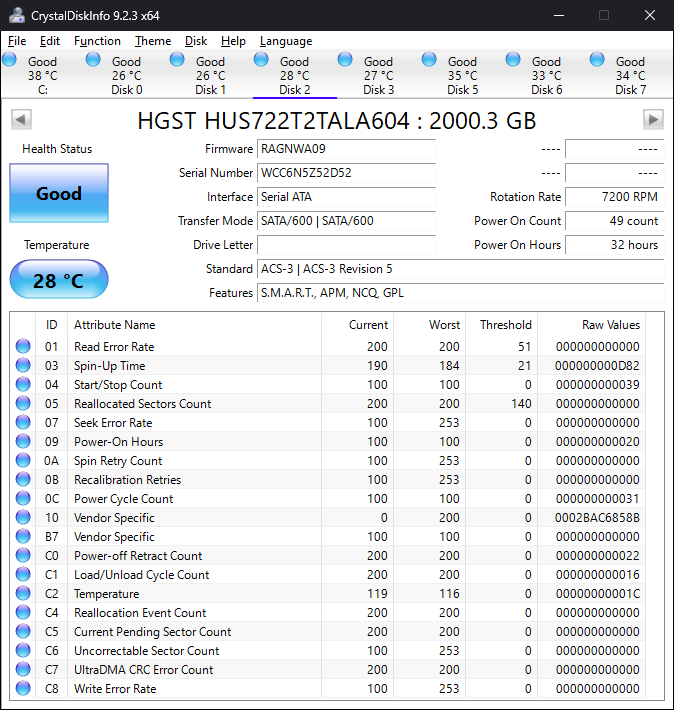 CrystalDiskInfo 9.2.3 x64
File Edit Function Theme Disk Help Language
Good Good Good Good Good Good Good Good
38 °C 26 °C 26 °C 28 °C 27 °C 35 °C 33 °C 34 °C
C: Disk 0 Disk 1 Disk 2 Disk 3 Disk 5 Disk 6 Disk 7
HGST HUS722T2TALA604 : 2000.3 GB
Health Status
Good
Temperature
28 °C
Firmware RAGNWA09 ---- ----
Serial Number WCC6N5Z52D52 ---- ----
Interface Serial ATA Rotation Rate 7200 RPM
Transfer Mode SATA/600 | SATA/600 Power On Count 49 count
Drive Letter Power On Hours 32 hours
Standard ACS-3 | ACS-3 Revision 5
Features S.M.A.R.T., APM, NCQ, GPL
ID Attribute Name Current Worst Threshold Raw Values
01 Read Error Rate 200 200 51 000000000000
03 Spin-Up Time 190 184 21 000000000D82
04 Start/Stop Count 100 100 0 000000000039
05 Reallocated Sectors Count 200 200 140 000000000000
07 Seek Error Rate 100 253 0 000000000000
09 Power-On Hours 100 100 0 000000000020
0A Spin Retry Count 100 253 0 000000000000
0B Recalibration Retries 100 253 0 000000000000
0C Power Cycle Count 100 100 0 000000000031
10 Vendor Specific 0 200 0 0002BAC6858B
B7 Vendor Specific 100 100 0 000000000000
C0 Power-off Retract Count 200 200 0 000000000022
C1 Load/Unload Cycle Count 200 200 0 000000000016
C2 Temperature 119 116 0 00000000001C
C4 Reallocation Event Count 200 200 0 000000000000
C5 Current Pending Sector Count 200 200 0 000000000000
C6 Uncorrectable Sector Count 100 253 0 000000000000
C7 UltraDMA CRC Error Count 200 200 0 000000000000
C8 Write Error Rate 100 253 0 000000000000